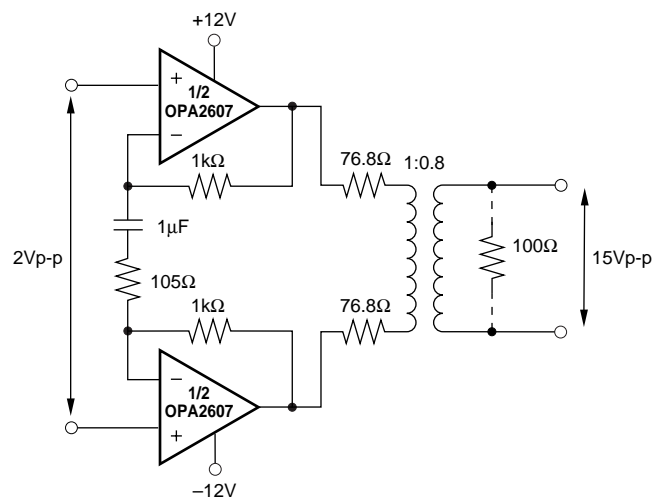 +12V
+
1/2
OPA2607
–
1kΩ
76.8Ω
1:0.8
1μF
2Vp-p
100Ω
15Vp-p
105Ω
1kΩ
76.8Ω
–
1/2
OPA2607
+
–12V